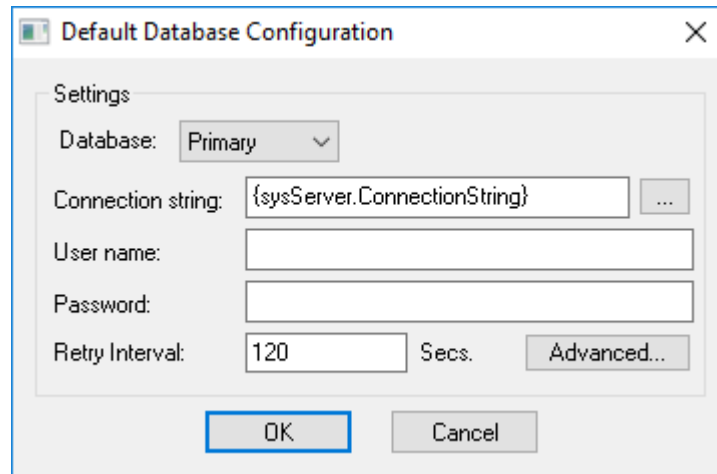 Default Database Configuration
Settings
Database: Primary
Connection string: {sysServer.ConnectionString} ...
User name:
Password:
Retry Interval: 120 Secs. Advanced...
OK Cancel